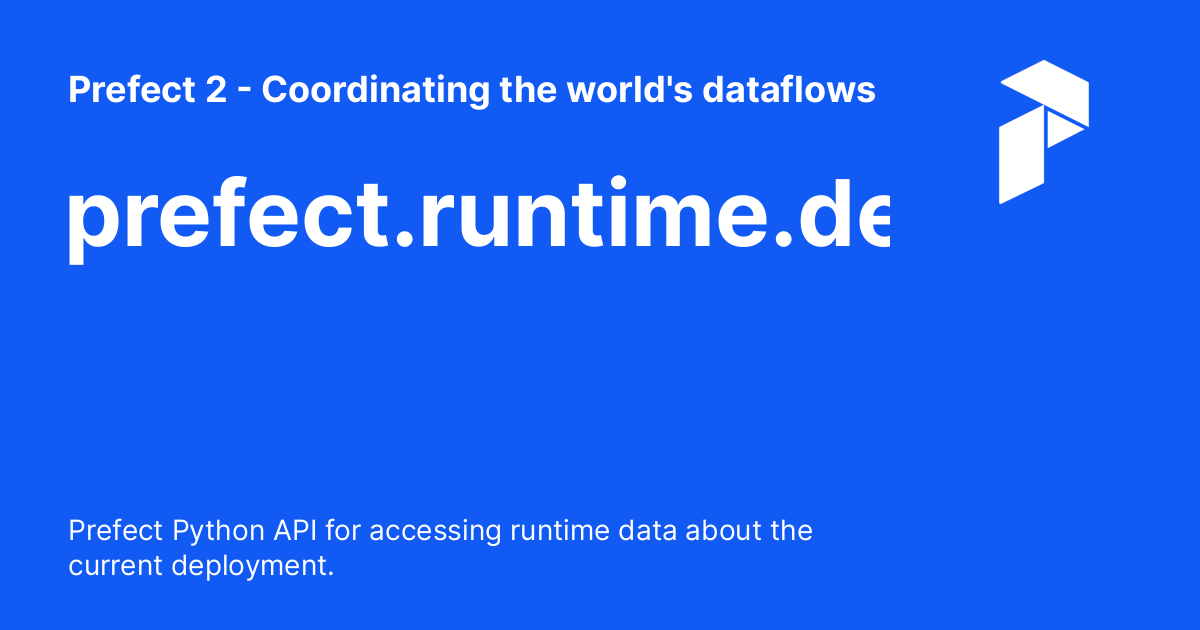 Prefect 2 - Coordinating the world's dataflows
prefect.runtime.de
Prefect Python API for accessing runtime data about the
current deployment.